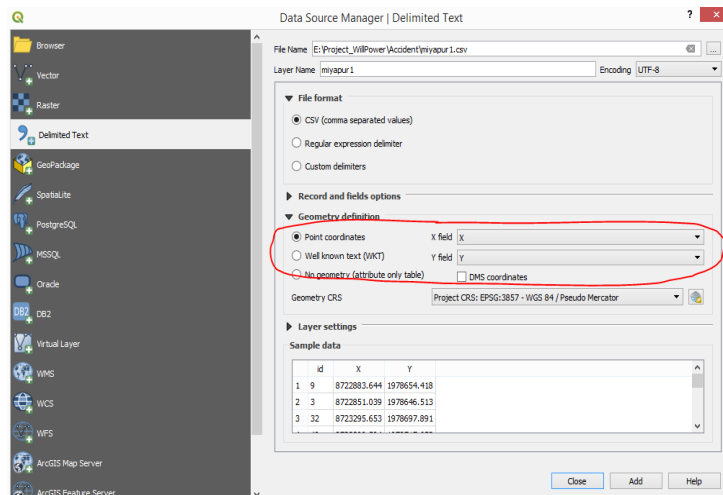 Data Source Manager | Delimited Text
? ×
Browser
Vector
Raster
Delimited Text
GeoPackage
SpatiaLite
PostgreSQL
MSSQL
Oracle
DB2 DB2
Virtual Layer
WMS
WCS
WFS
ArcGIS Map Server
ArcGIS Feature Server
File Name E:\Project_WillPower\Accident\miyapur1.csv ...
Layer Name miyapur1 Encoding UTF-8
File format
CSV (comma separated values)
Regular expression delimiter
Custom delimiters
Record and fields options
Geometry definition
Point coordinates X field X
Well known text (WKT) Y field Y
No geometry (attribute only table) DMS coordinates
Geometry CRS Project CRS: EPSG:3857 - WGS 84 / Pseudo Mercator
Layer settings
Sample data
id X Y
1 9 8722883.644 1978654.418
2 3 8722851.039 1978646.513
3 32 8723295.653 1978697.891
Close Add Help